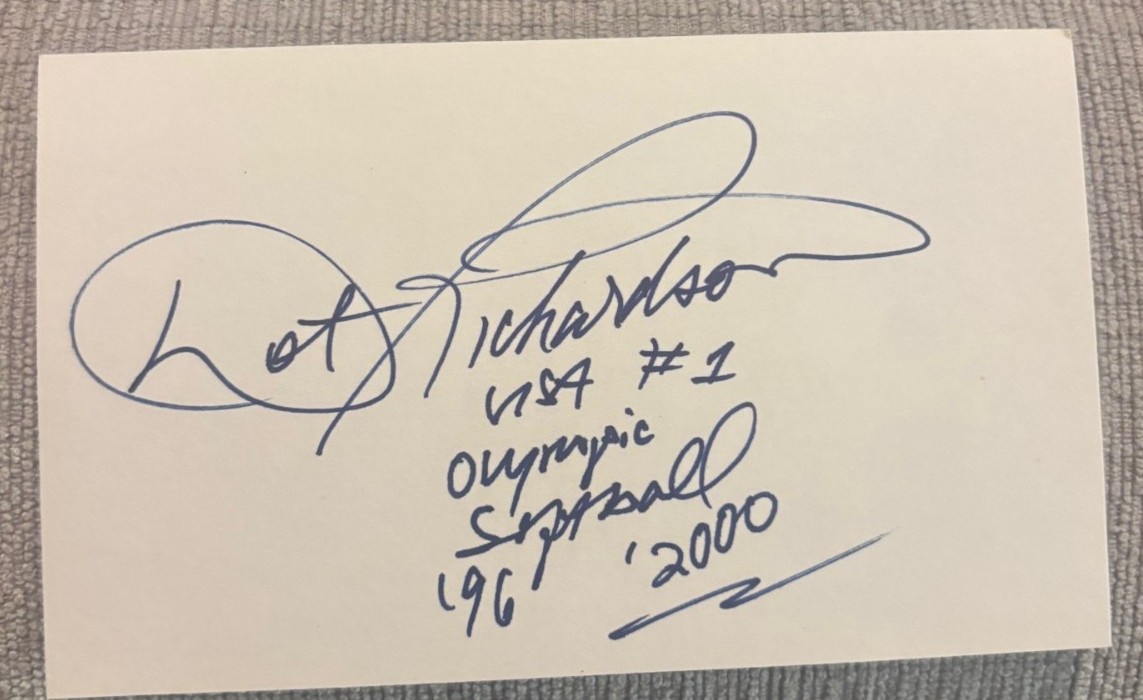 Dot Richardson
USA #1
Olympic
Softball
'96 '2000